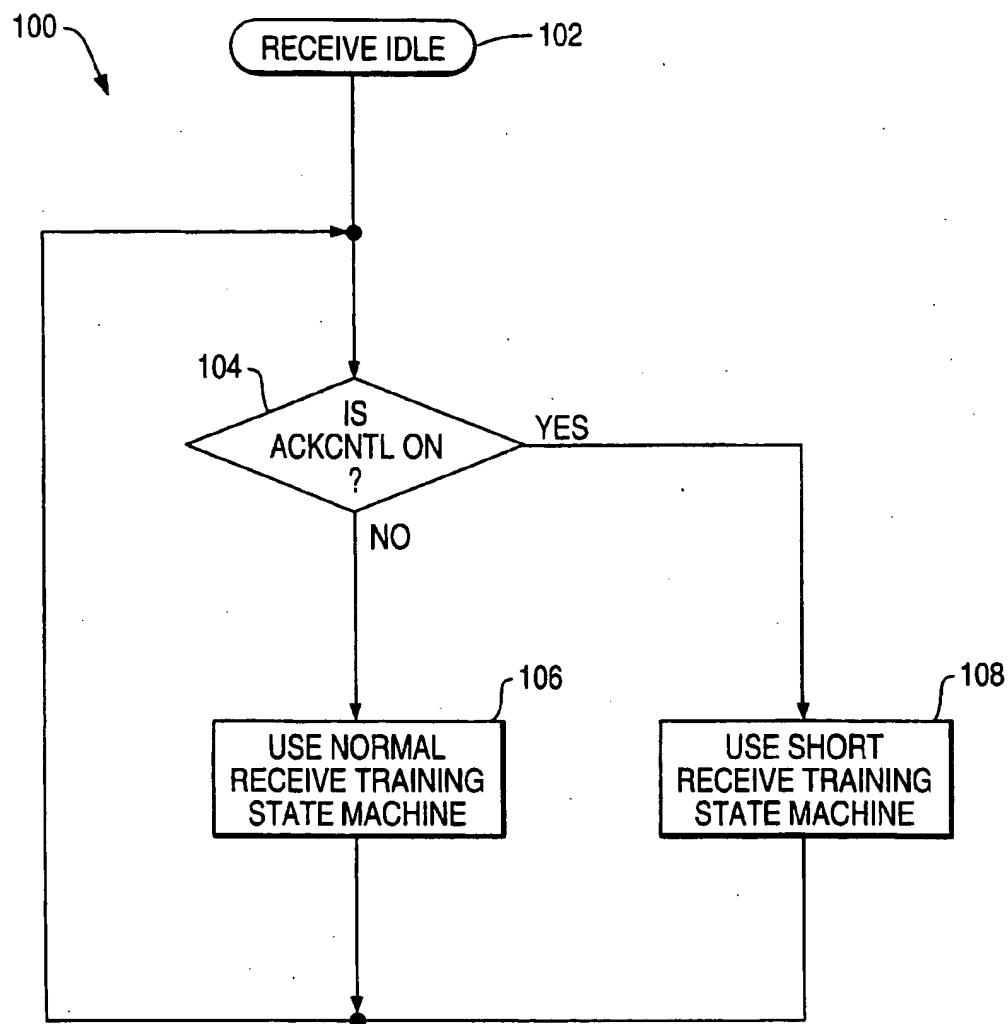 100
RECEIVE IDLE
102
104
IS
ACKCNTL ON
?
YES
NO
106
108
USE NORMAL
RECEIVE TRAINING
STATE MACHINE
USE SHORT
RECEIVE TRAINING
STATE MACHINE